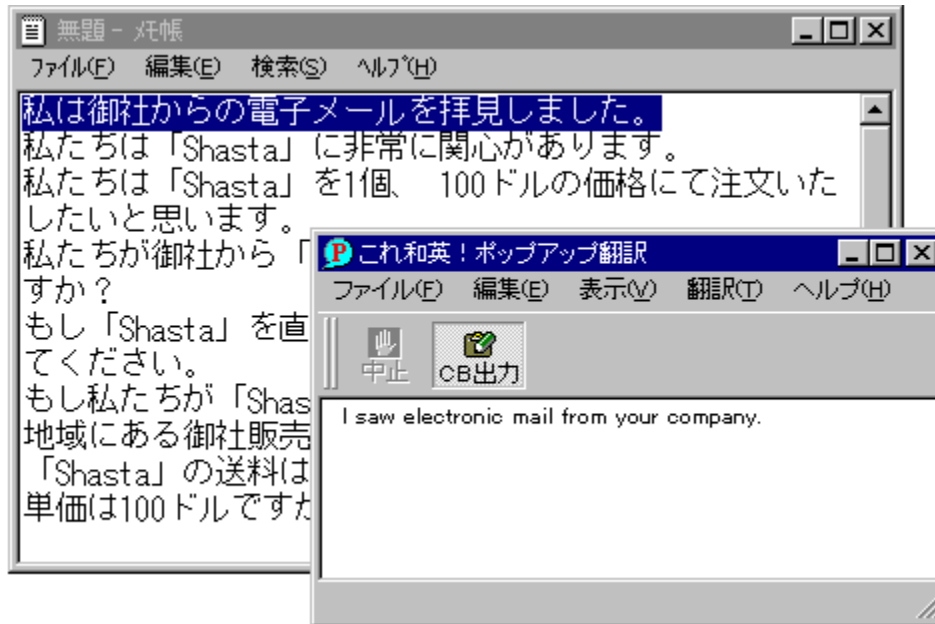 無題 - メモ帳
ファイル(F) 編集(E) 検索(S) ヘルプ(H)
私は御社からの電子メールを拝見しました。
私たちは「Shasta」に非常に関心があります。
私たちは「Shasta」を1個、 100ドルの価格にて注文いた
したいと思います。
私たちが御社から「
すか？
もし「Shasta」を直
てください。
もし私たちが「Shas
地域にある御社販売
「Shasta」の送料は
単価は100ドルですか
これ和英！ポップアップ翻訳
ファイル(F) 編集(E) 表示(V) 翻訳(T) ヘルプ(H)
中止 CB出力
I saw electronic mail from your company.